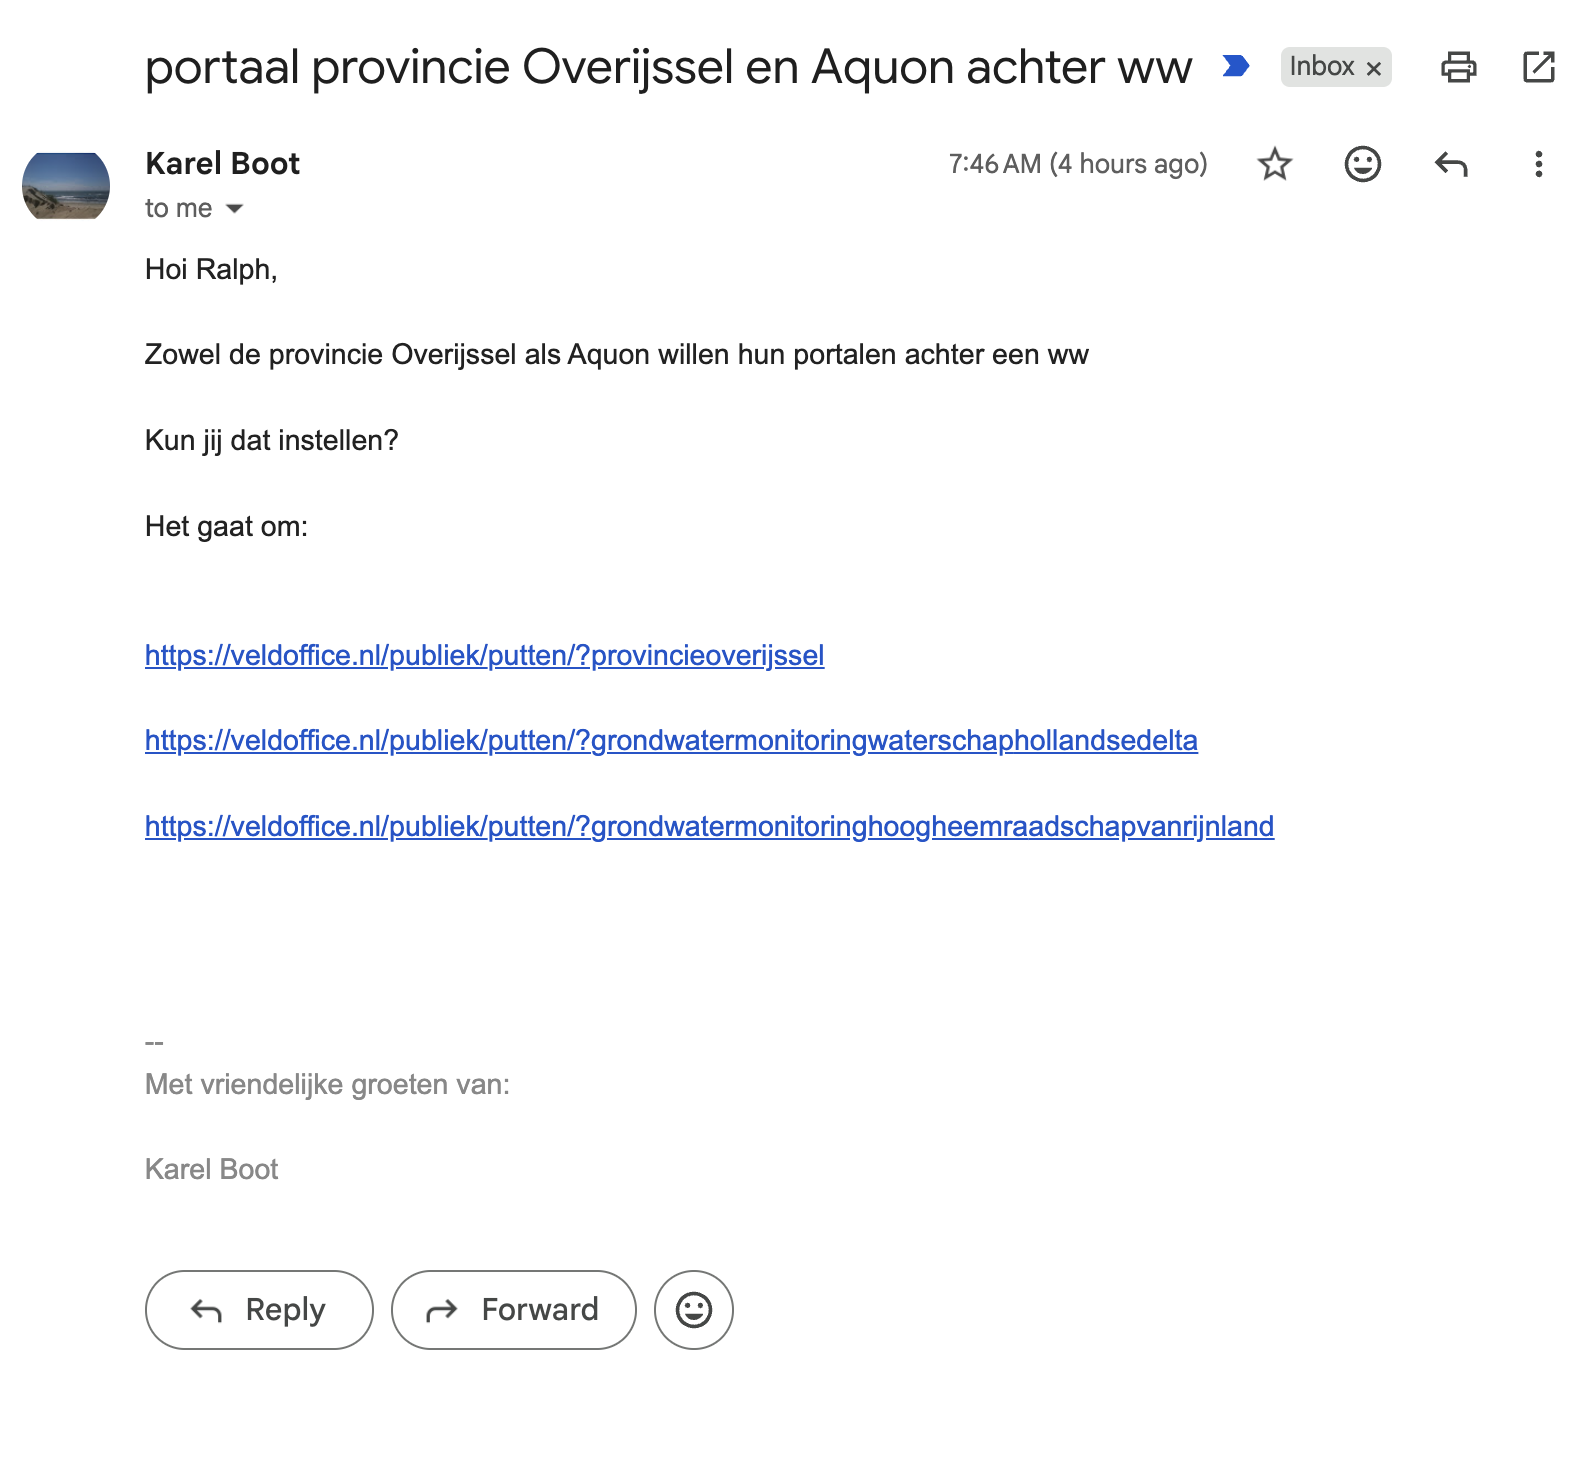 portaal provincie Overijssel en Aquon achter ww
Inbox x
Karel Boot
7:46 AM (4 hours ago)
to me
Hoi Ralph,
Zowel de provincie Overijssel als Aquon willen hun portalen achter een ww
Kun jij dat instellen?
Het gaat om:
https://veldoffice.nl/publiek/putten/?provincieoverijssel
https://veldoffice.nl/publiek/putten/?grondwatermonitoringwaterschaphollandsedelta
https://veldoffice.nl/publiek/putten/?grondwatermonitoringhoogheemraadschapvanrijnland
--
Met vriendelijke groeten van:
Karel Boot
Reply
Forward